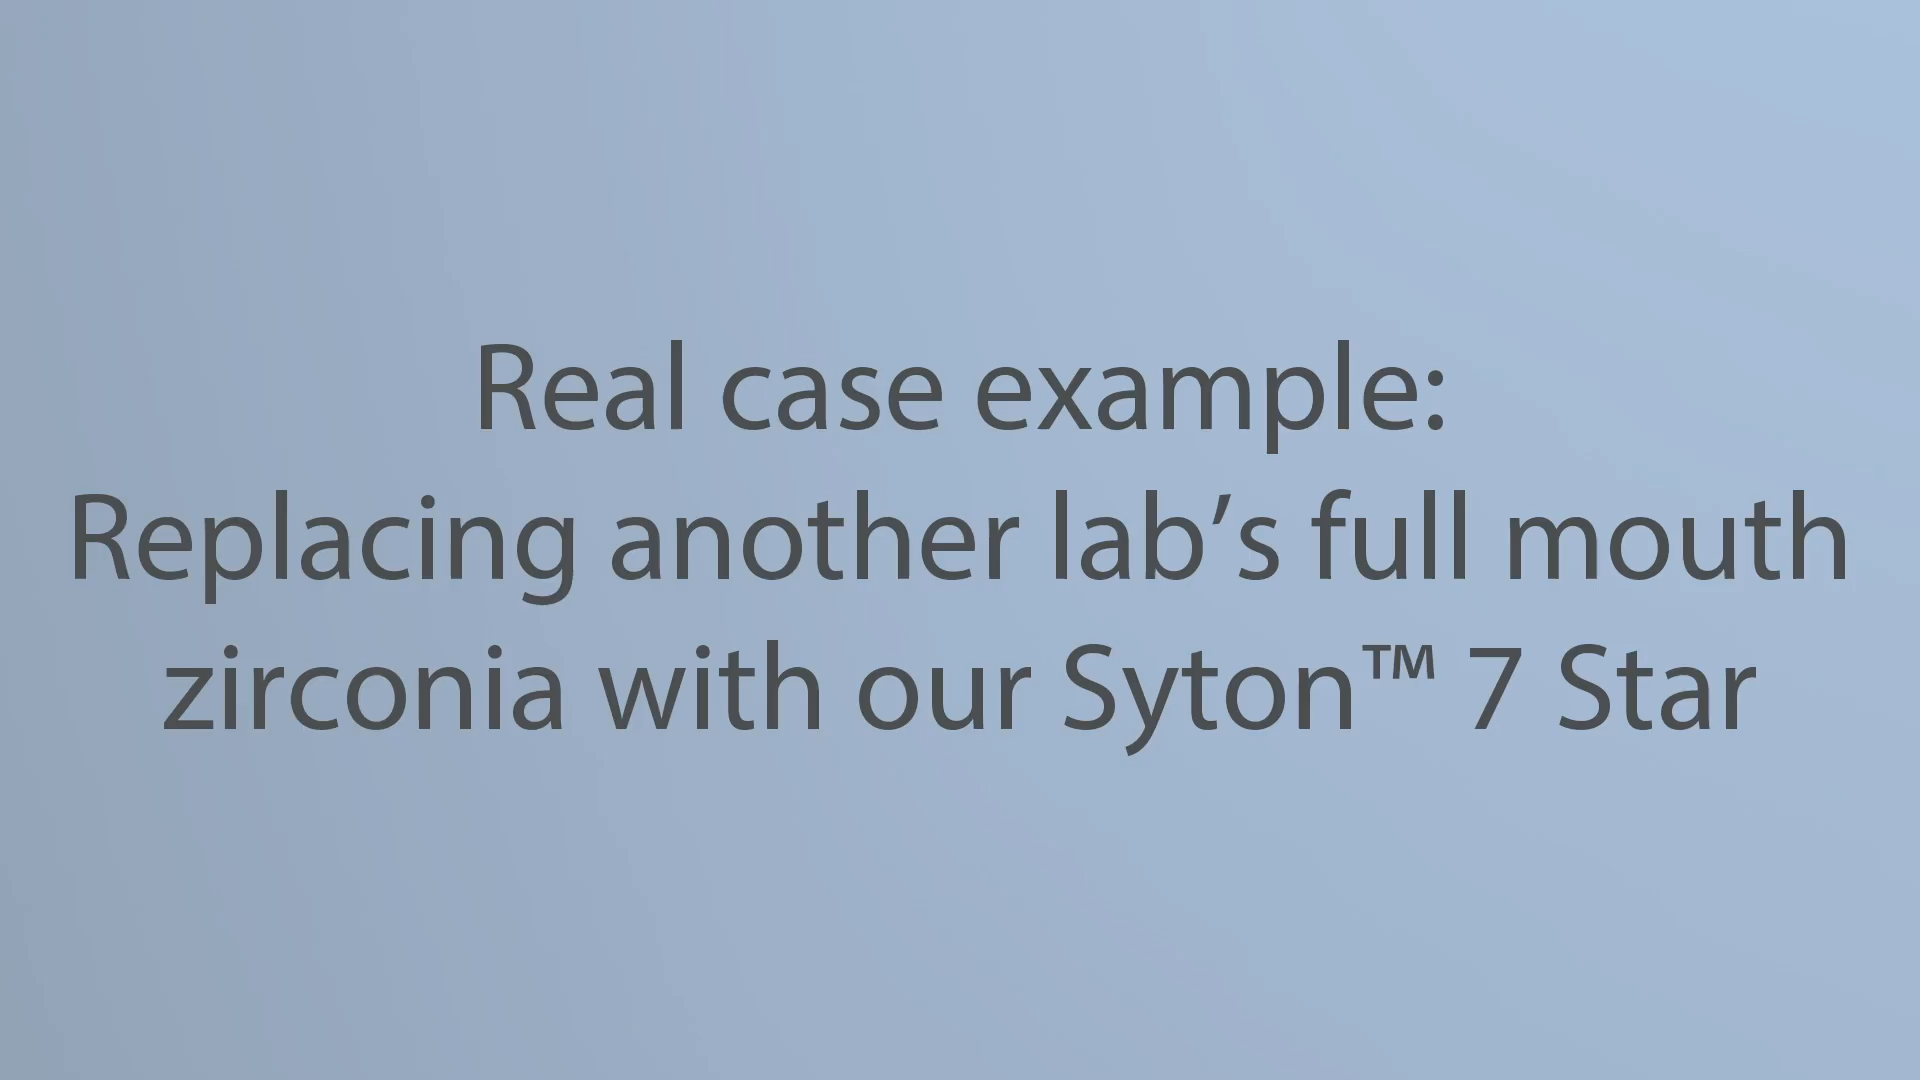 Real case example:
Replacing another lab’s full mouth
zirconia with our Syton™ 7 Star